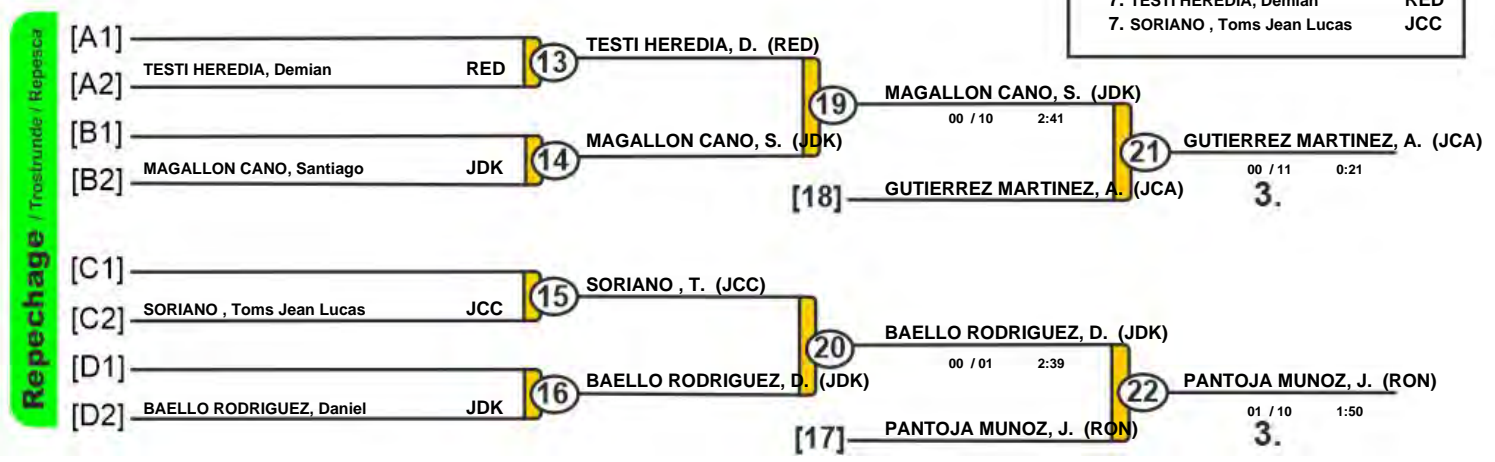 7. TESTI HEREDIA, Demian RED
7. SORIANO , Toms Jean Lucas JCC
Repechage / Trostrunde / Repesca
[A1]
TESTI HEREDIA, D. (RED)
TESTI HEREDIA, Demian RED
13
[A2]
MAGALLON CANO, S. (JDK)
19
00 / 10 2:41
[B1]
MAGALLON CANO, S. (JDK)
GUTIERREZ MARTINEZ, A. (JCA)
21
MAGALLON CANO, Santiago JDK
14
00 / 11 0:21
[B2]
GUTIERREZ MARTINEZ, A. (JCA)
[18]
3.
[C1]
SORIANO , T. (JCC)
15
SORIANO , Toms Jean Lucas JCC
[C2]
BAELLO RODRIGUEZ, D. (JDK)
20
00 / 01 2:39
[D1]
BAELLO RODRIGUEZ, D. (JDK)
PANTOJA MUNOZ, J. (RON)
16
22
BAELLO RODRIGUEZ, Daniel JDK
01 / 10 1:50
[D2]
PANTOJA MUNOZ, J. (RON)
[17]
3.